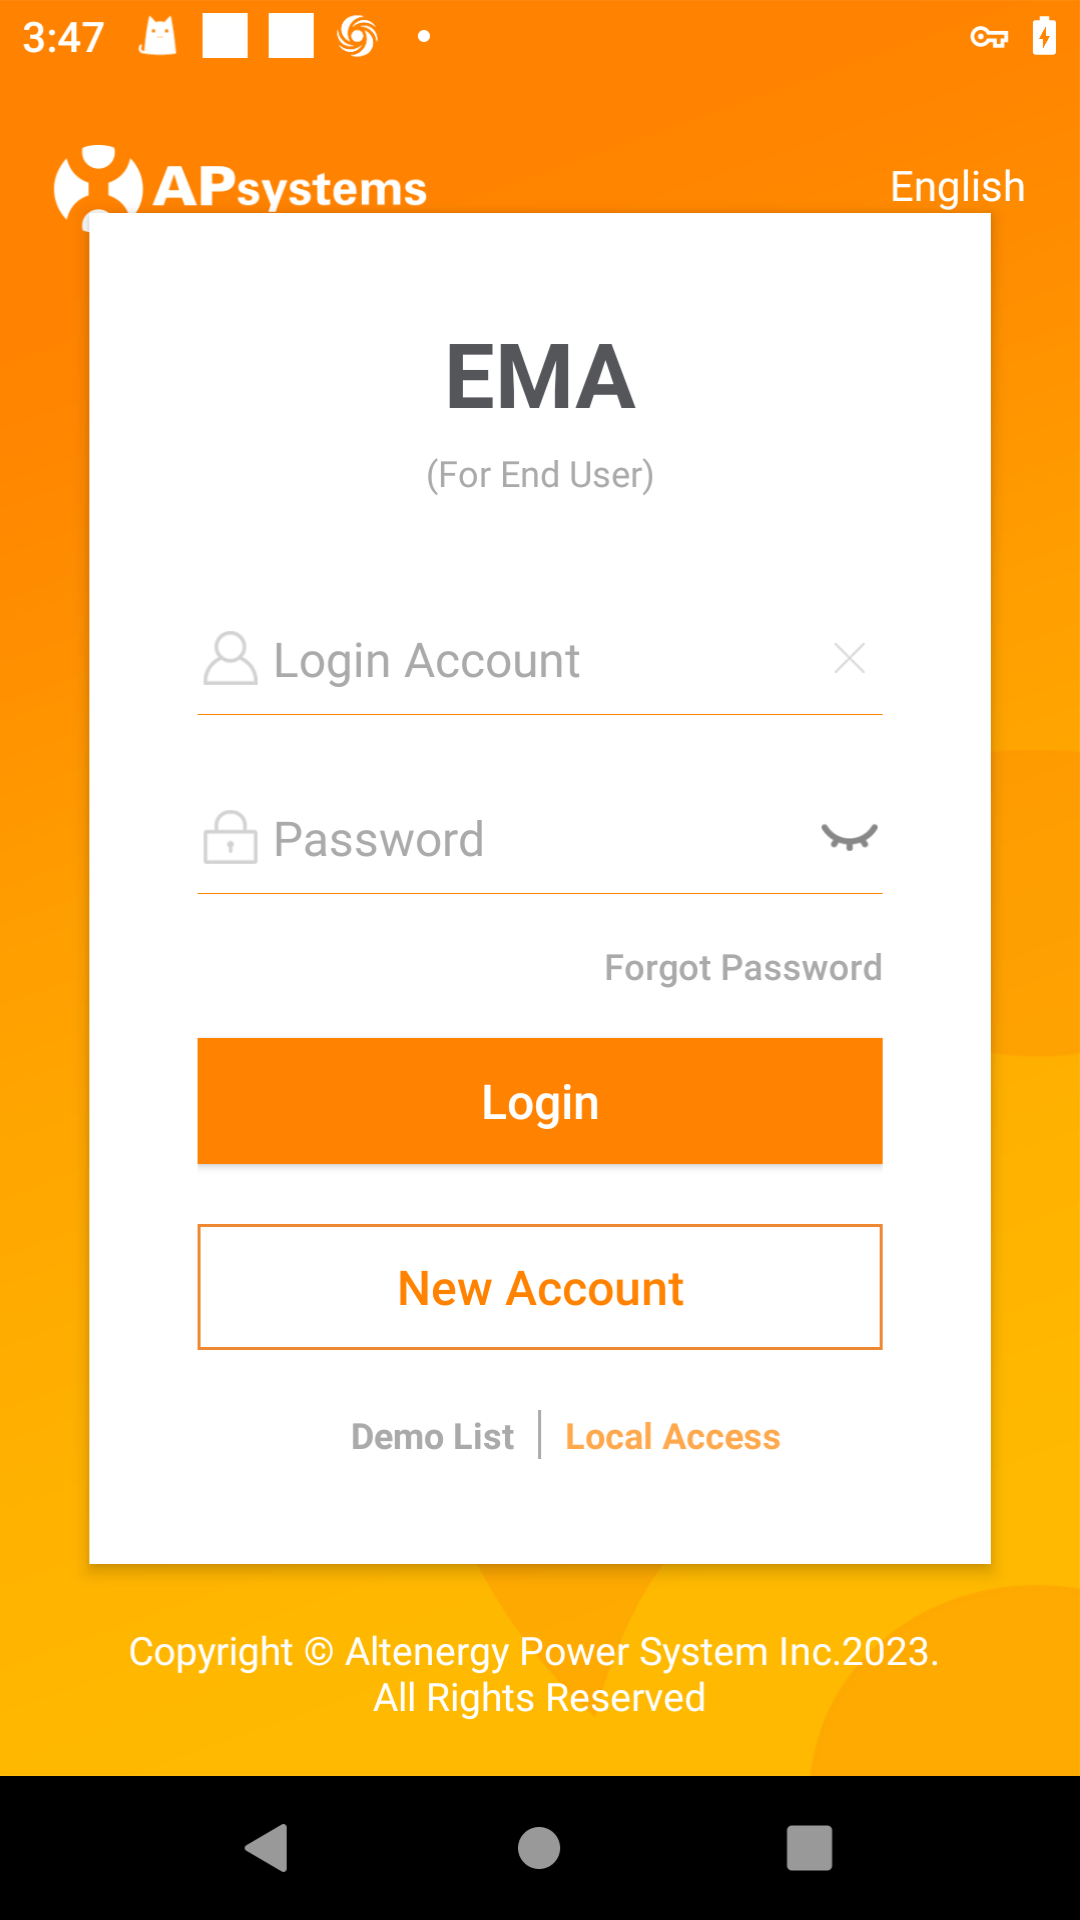 3:47
APsystems
English
EMA
(For End User)
Login Account
Password
Forgot Password
Login
New Account
Demo List
Local Access
Copyright © Altenergy Power System Inc.2023.
All Rights Reserved